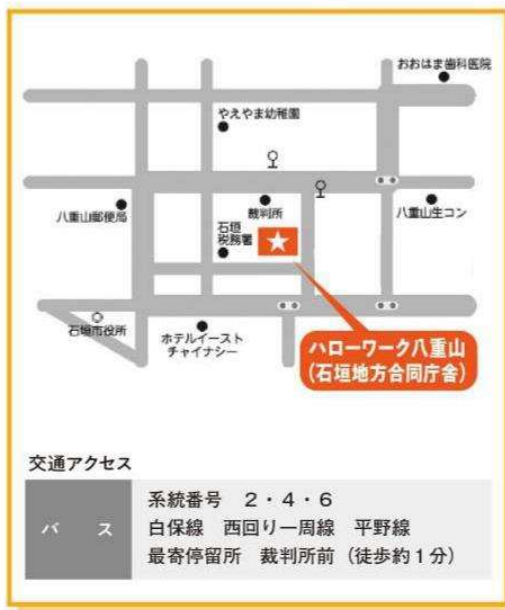 おおはま歯科医院
やえやま幼稚園
八重山郵便局
裁判所
八重山生コン
石垣
税務署
石垣市役所
ホテルイースト
チャイナシー
ハローワーク八重山
(石垣地方合同庁舎)
交通アクセス
バス
系統番号 2・4・6
白保線 西回り一周線 平野線
最寄停留所 裁判所前（徒歩約1分）